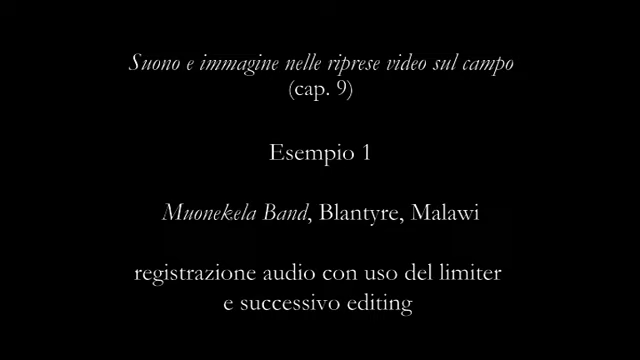 Suono e immagine nelle riprese video sul campo
(cap. 9)
Esempio 1
Muonekela Band, Blantyre, Malawi
registrazione audio con uso del limiter
e successivo editing